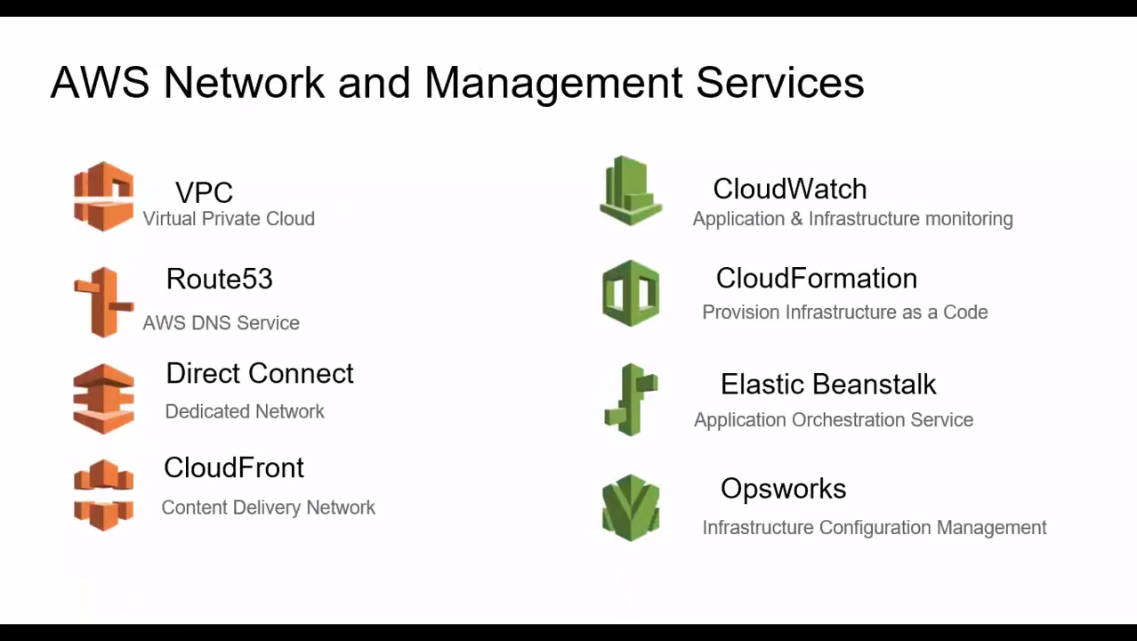 AWS Network and Management Services
VPC
Virtual Private Cloud
Route53
AWS DNS Service
Direct Connect
Dedicated Network
CloudFront
Content Delivery Network
CloudWatch
Application & Infrastructure monitoring
CloudFormation
Provision Infrastructure as a Code
Elastic Beanstalk
Application Orchestration Service
Opsworks
Infrastructure Configuration Management